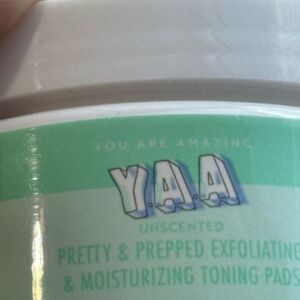 YOU ARE AMAZING
Y.A.A
UNSCENTED
PRETTY & PREPPED EXFOLIATING
& MOISTURIZING TONING PADS